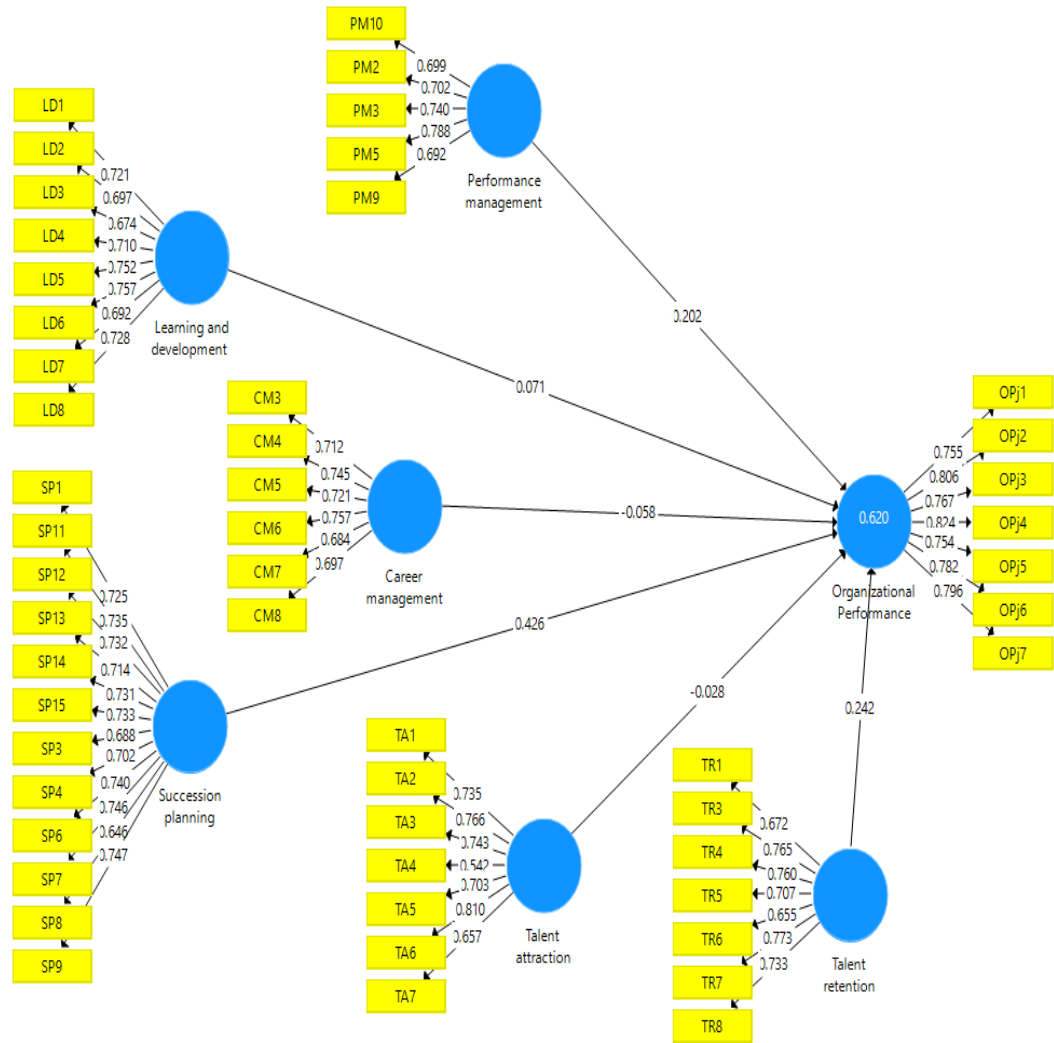 PM10
PM2
PM3
PM5
PM9
0.699
0.702
0.740
0.788
0.692
Performance
management
LD1
LD2
LD3
LD4
LD5
LD6
LD7
LD8
0.721
0.697
0.674
0.710
0.752
0.757
0.692
0.728
Learning and
development
0.202
0.071
CM3
CM4
CM5
CM6
CM7
CM8
0.712
0.745
0.721
0.757
0.684
0.697
Career
management
-0.058
OPj1
OPj2
OPj3
OPj4
OPj5
OPj6
OPj7
0.755
0.806
0.767
0.824
0.754
0.782
0.796
0.620
Organizational
Performance
SP1
SP11
SP12
SP13
SP14
SP15
SP3
SP4
SP6
SP7
SP8
SP9
0.725
0.735
0.732
0.714
0.731
0.733
0.688
0.702
0.740
0.746
0.646
0.747
Succession
planning
0.426
-0.028
0.242
TA1
TA2
TA3
TA4
TA5
TA6
TA7
0.735
0.766
0.743
0.542
0.703
0.810
0.657
Talent
attraction
TR1
TR3
TR4
TR5
TR6
TR7
TR8
0.672
0.765
0.760
0.707
0.655
0.773
0.733
Talent
retention